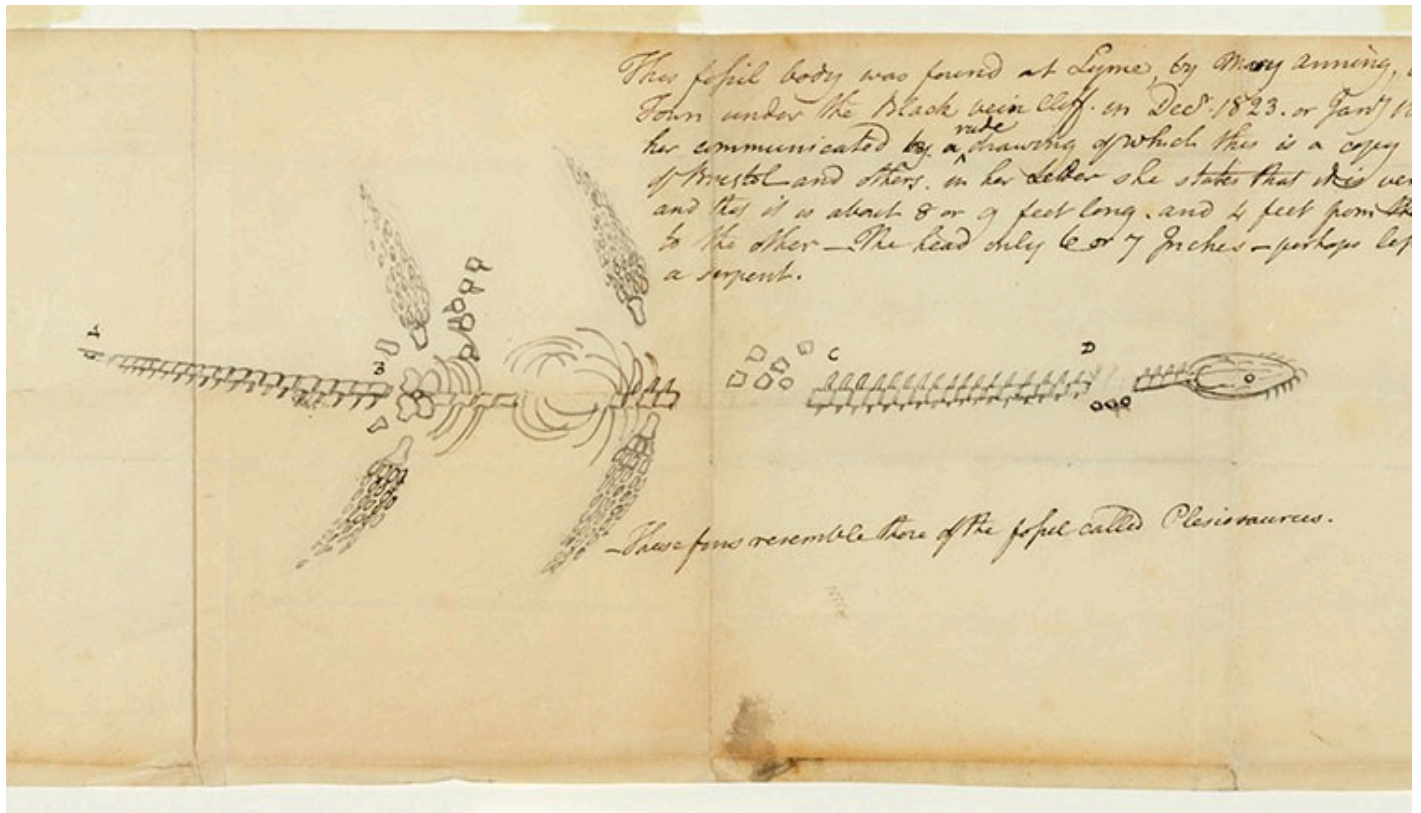 This fossil body was found at Lyme, by Mary Anning,
Town under the Black vein Cliff. in Decr. 1823. or Jany
her communicated by a rude drawing of which this is a copy
of Bristol and others. in her Letter she states that it is
and that it is about 8 or 9 feet long. and 4 feet from
to the other – The head only 6 or 7 Inches – perhaps
a serpent.
A
B
C
D
– These fins resemble those of the fossil called Plesiosaurus.